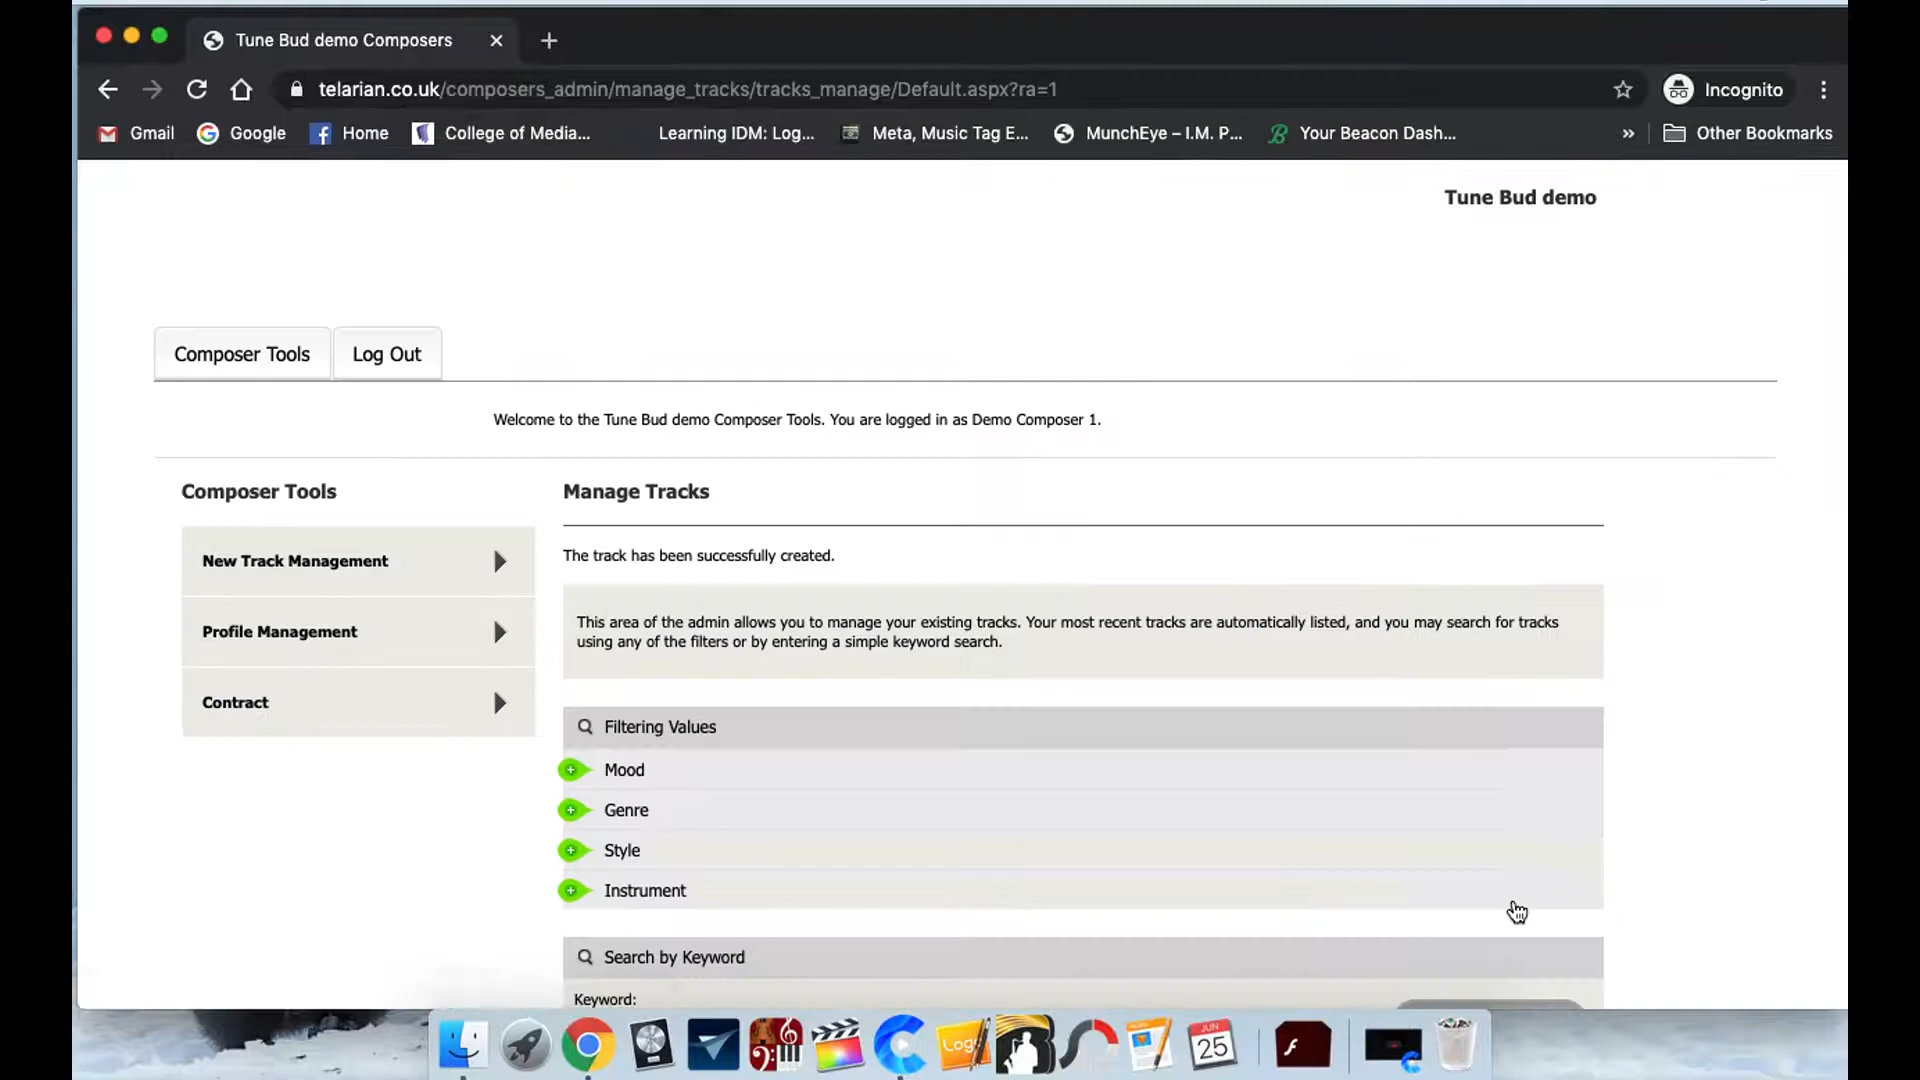 Tune Bud demo Composers
telarian.co.uk/composers_admin/manage_tracks/tracks_manage/Default.aspx?ra=1
Incognito
Gmail
Google
Home
College of Media...
Learning IDM: Log...
Meta, Music Tag E...
MunchEye – I.M. P...
Your Beacon Dash...
»
Other Bookmarks
Tune Bud demo
Composer Tools
Log Out
Welcome to the Tune Bud demo Composer Tools. You are logged in as Demo Composer 1.
Composer Tools
New Track Management
Profile Management
Contract
Manage Tracks
The track has been successfully created.
This area of the admin allows you to manage your existing tracks. Your most recent tracks are automatically listed, and you may search for tracks
using any of the filters or by entering a simple keyword search.
Filtering Values
Mood
Genre
Style
Instrument
Search by Keyword
Keyword:
JUN
25